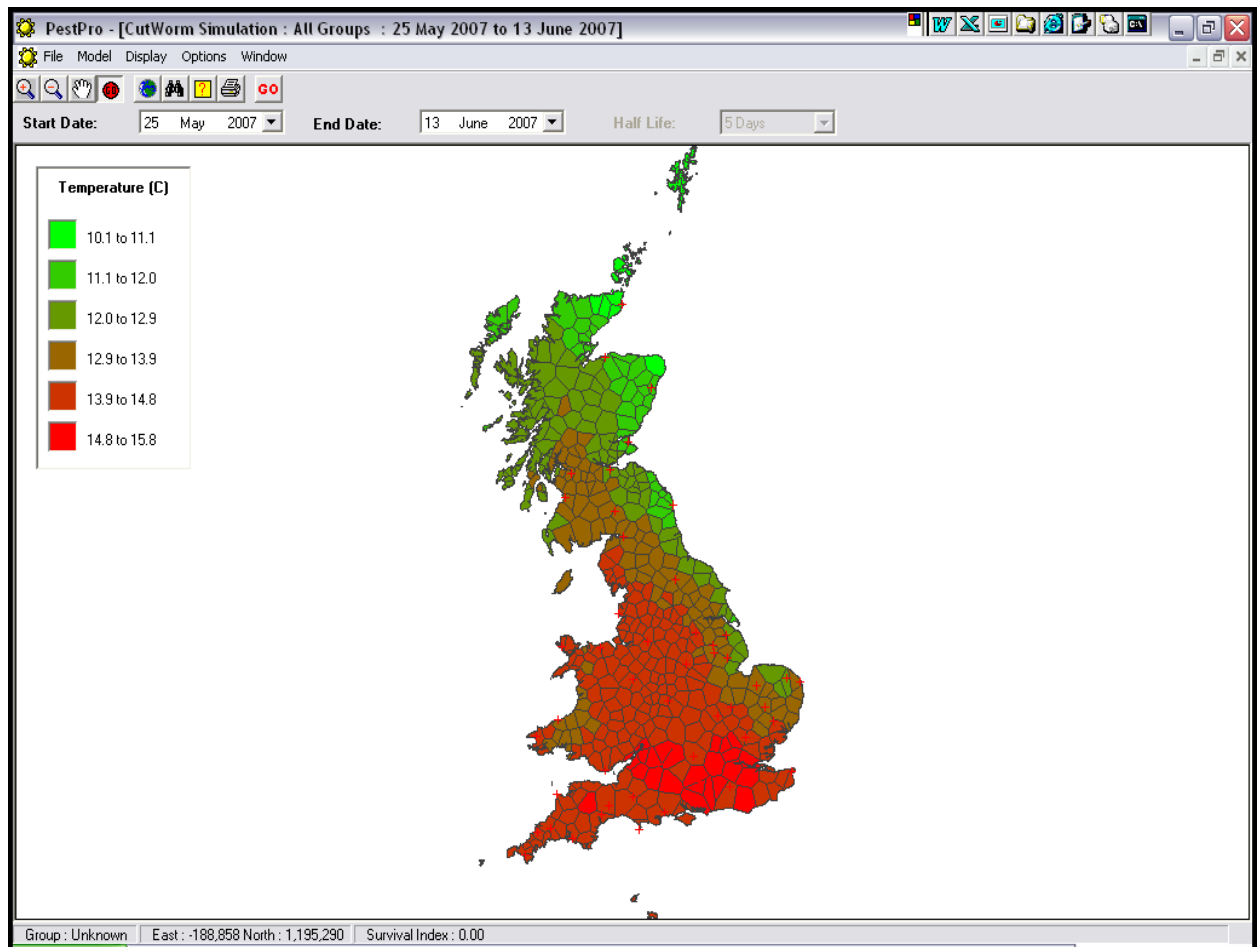 PestPro - [CutWorm Simulation : All Groups : 25 May 2007 to 13 June 2007]
File Model Display Options Window
GO
Start Date: 25 May 2007 End Date: 13 June 2007 Half Life: 5 Days
Temperature (C)
10.1 to 11.1
11.1 to 12.0
12.0 to 12.9
12.9 to 13.9
13.9 to 14.8
14.8 to 15.8
Group : Unknown East : -188,858 North : 1,195,290 Survival Index : 0.00